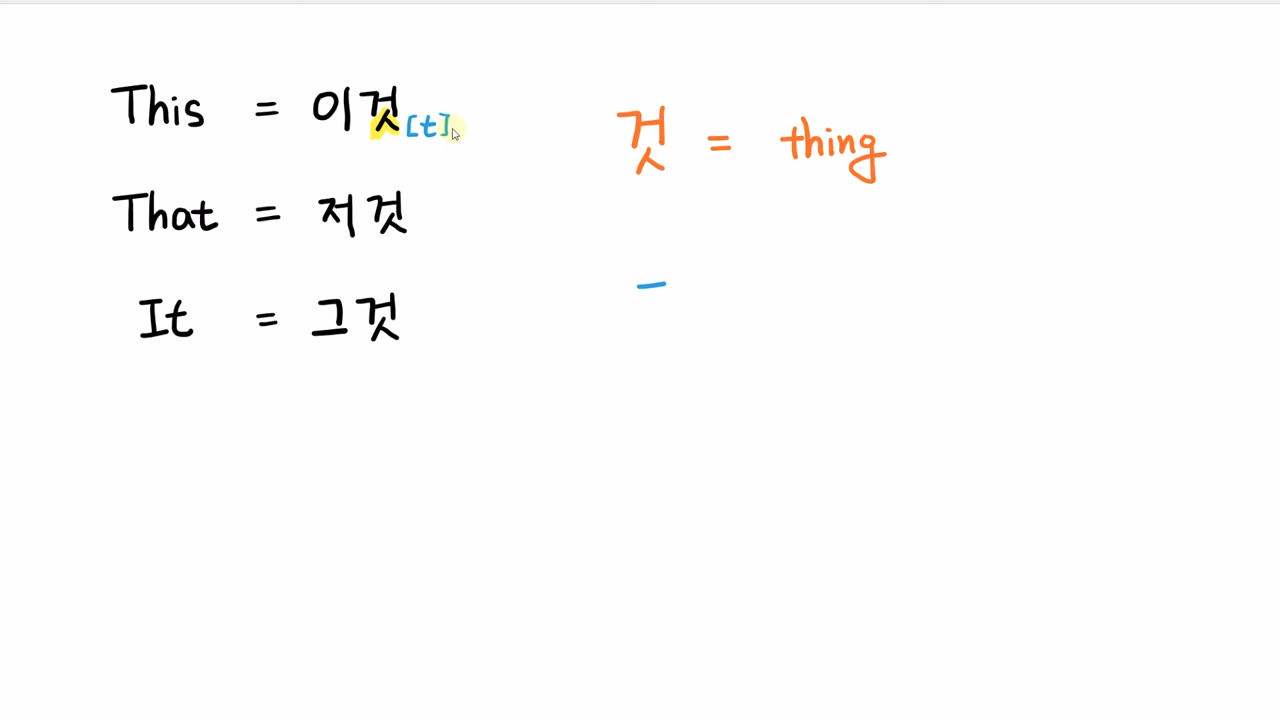 This = 이것 [t]
That = 저것
It = 그것
것 = thing